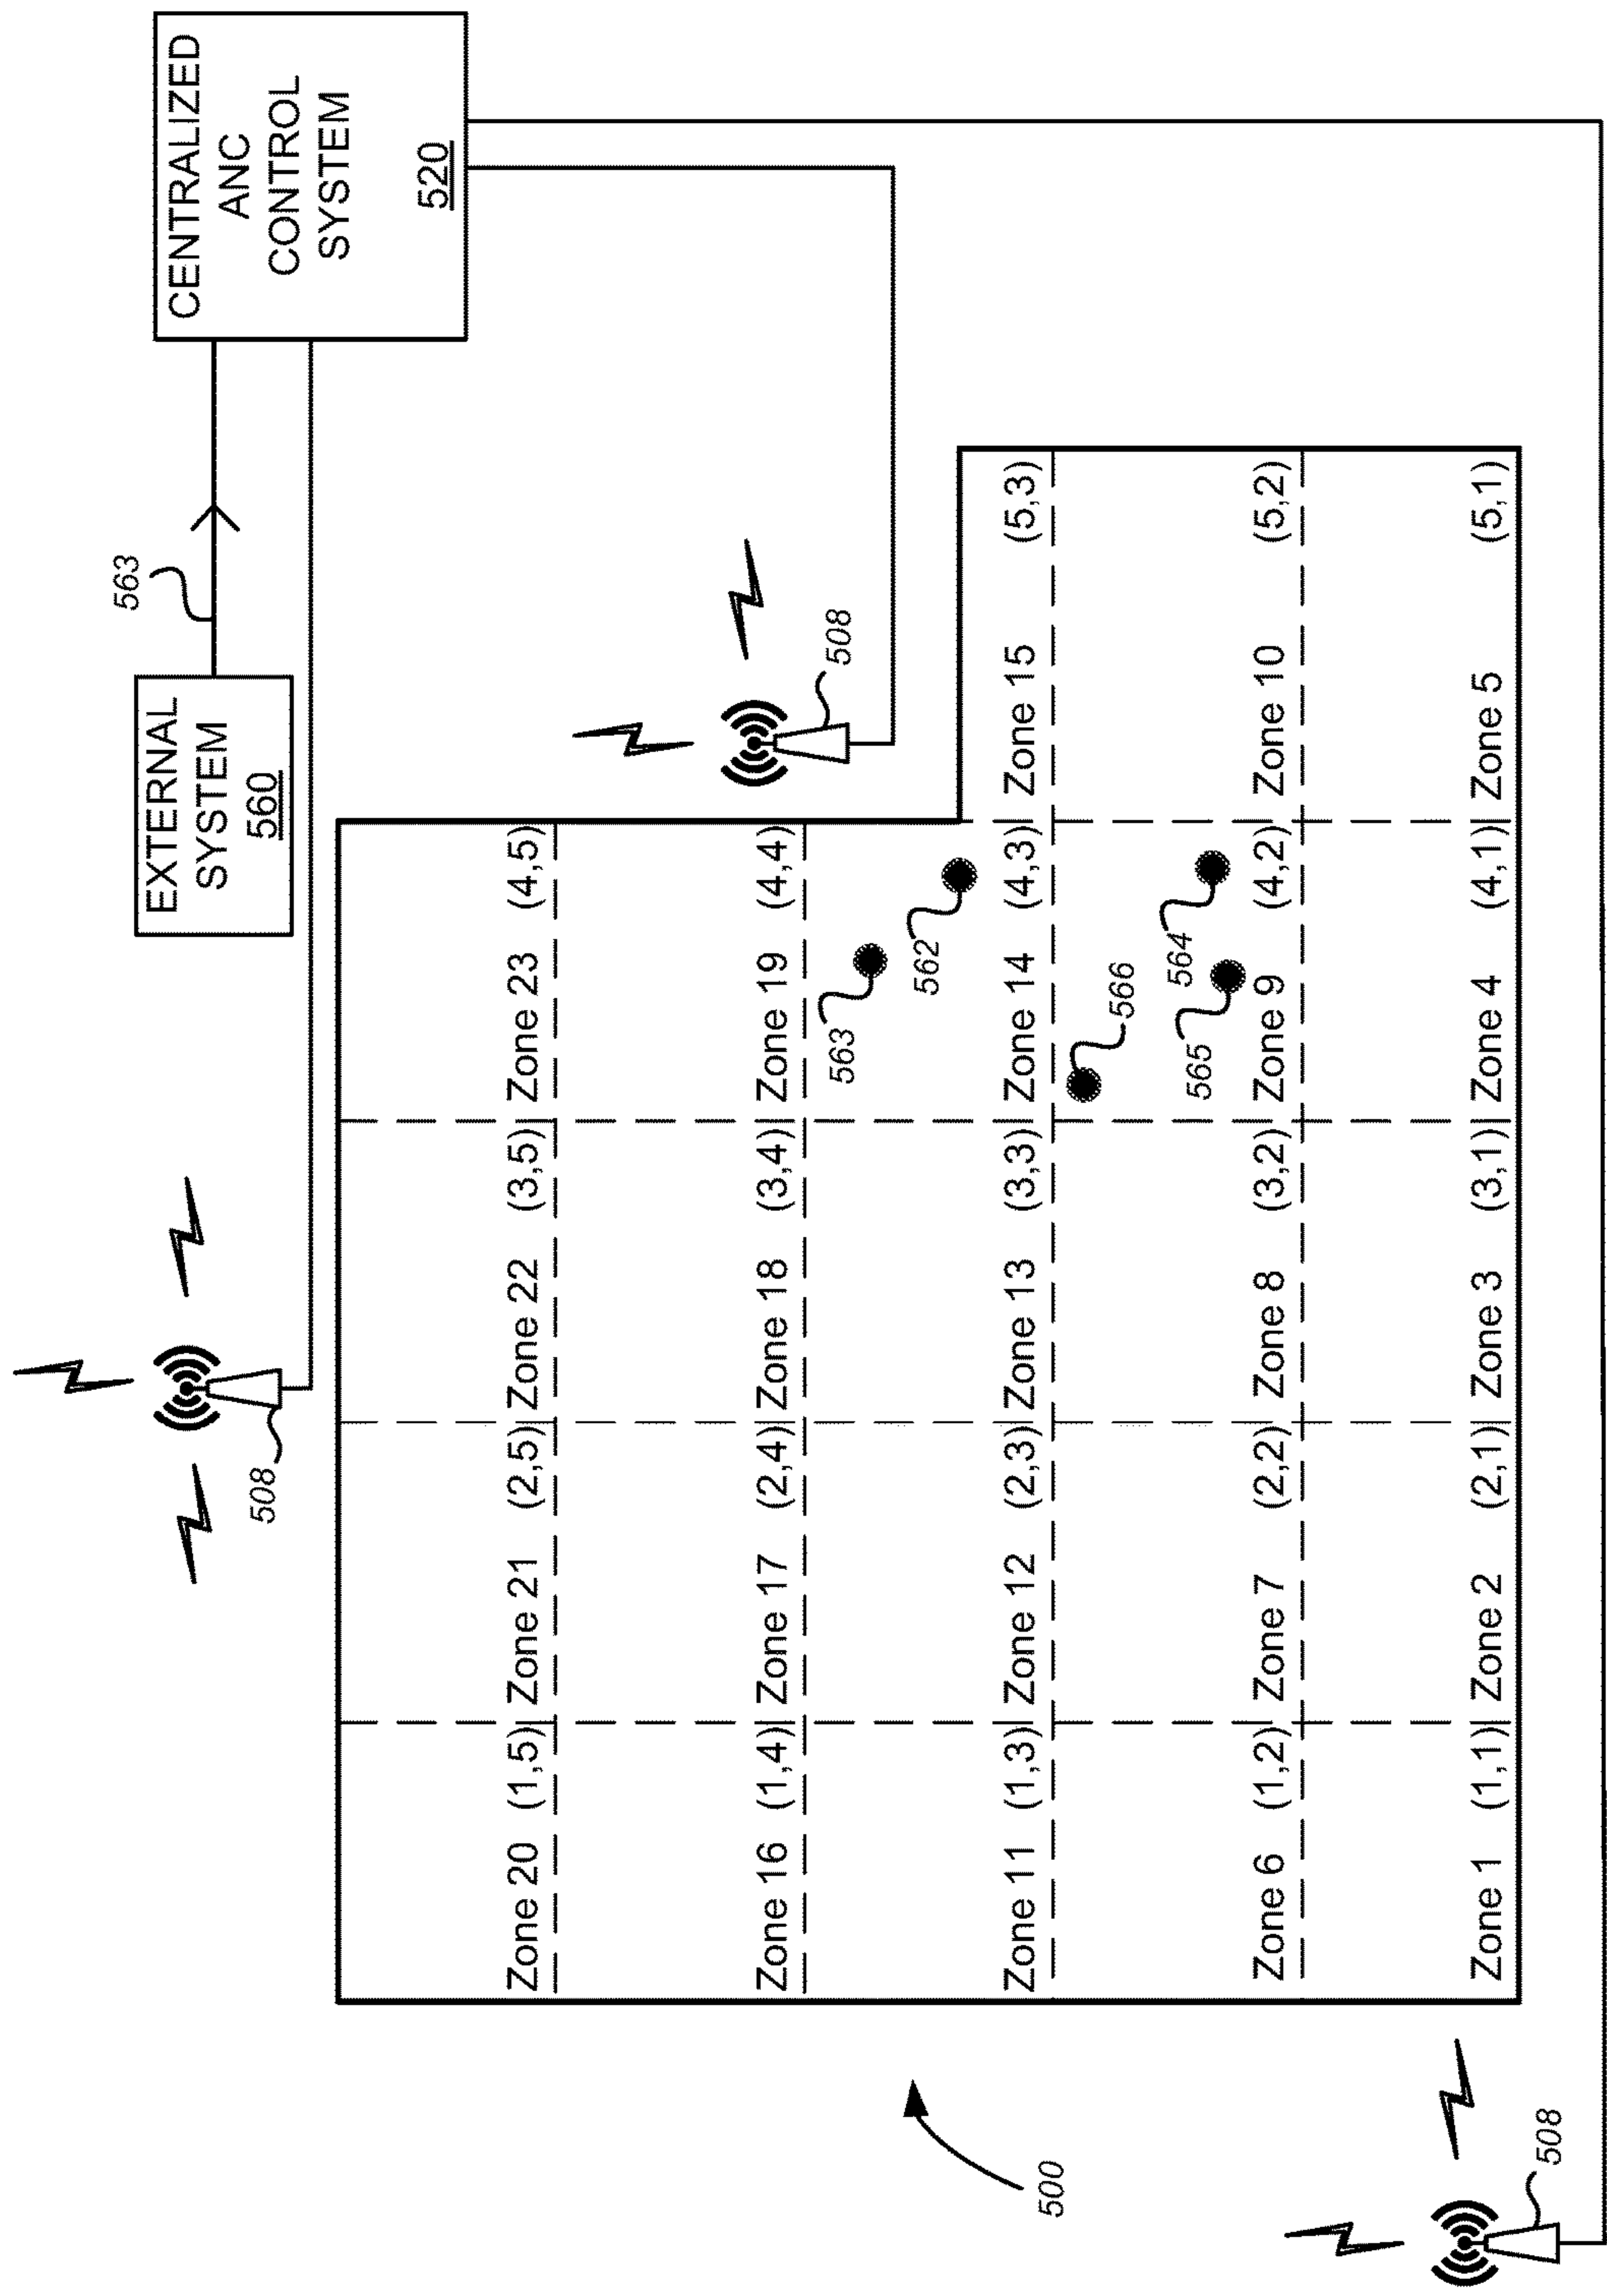 CENTRALIZED
ANC
CONTROL
SYSTEM
520
563
EXTERNAL
SYSTEM
560
508
508
Zone 20 (1,5)
Zone 21 (2,5)
Zone 22 (3,5)
Zone 23 (4,5)
Zone 16 (1,4)
Zone 17 (2,4)
Zone 18 (3,4)
Zone 19 (4,4)
563
562
Zone 11 (1,3)
Zone 12 (2,3)
Zone 13 (3,3)
Zone 14 (4,3)
Zone 15 (5,3)
566
564
565
Zone 6 (1,2)
Zone 7 (2,2)
Zone 8 (3,2)
Zone 9 (4,2)
Zone 10 (5,2)
Zone 1 (1,1)
Zone 2 (2,1)
Zone 3 (3,1)
Zone 4 (4,1)
Zone 5 (5,1)
500
508